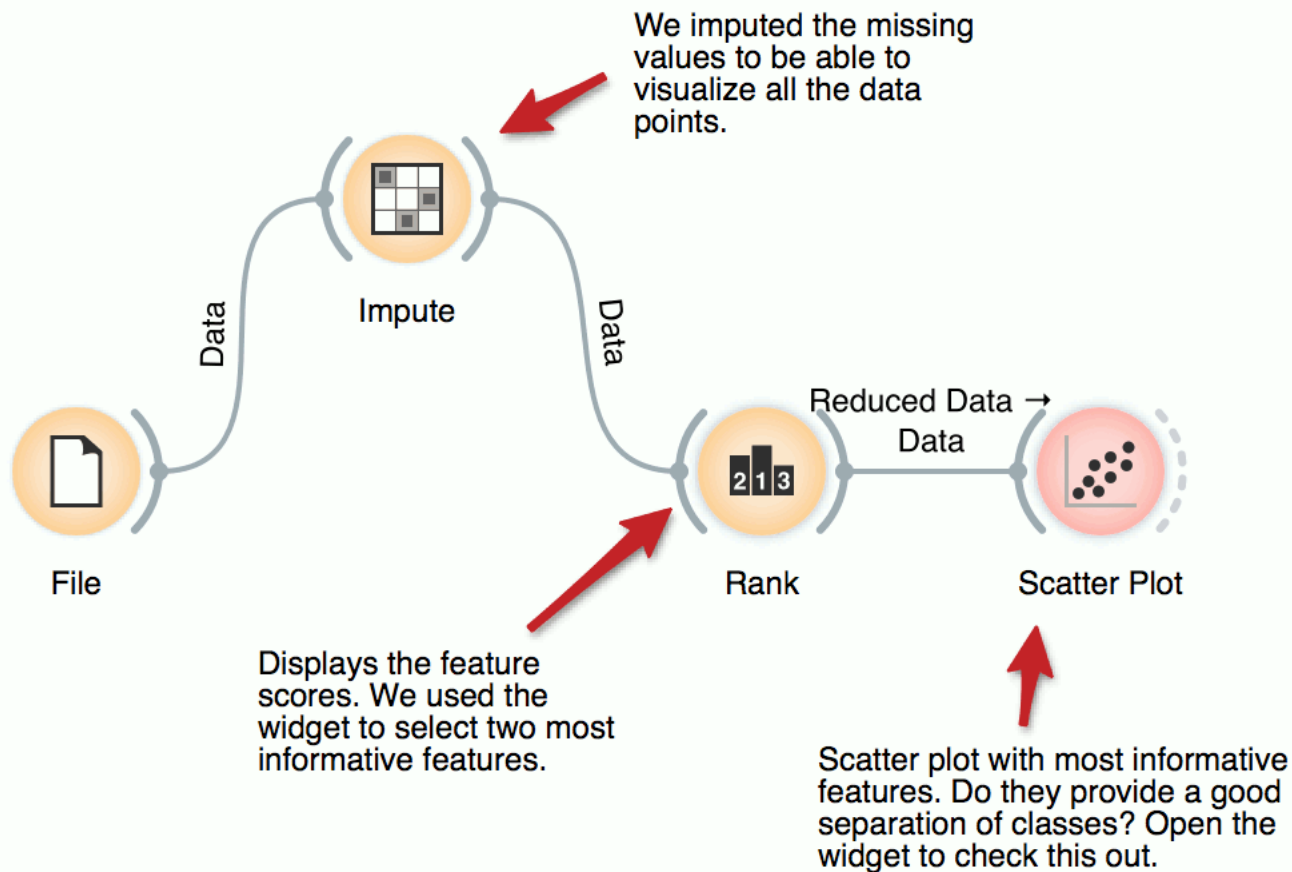 We imputed the missing
values to be able to
visualize all the data
points.
Impute
Data
Data
Reduced Data →
Data
2 1 3
File
Rank
Scatter Plot
Displays the feature
scores. We used the
widget to select two most
informative features.
Scatter plot with most informative
features. Do they provide a good
separation of classes? Open the
widget to check this out.